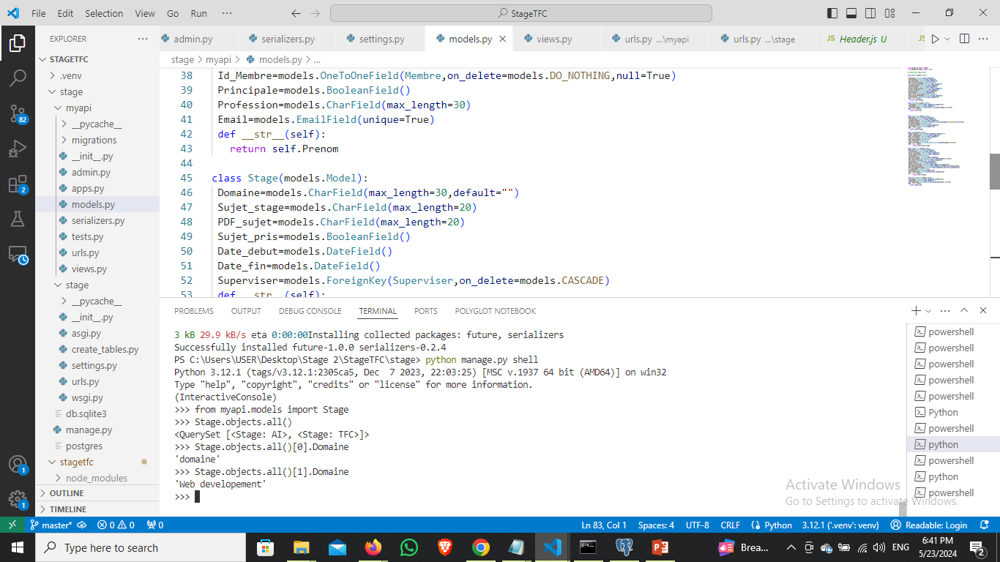 File Edit Selection View Go Run ··· StageTFC
EXPLORER ···
admin.py serializers.py settings.py models.py views.py urls.py ...\myapi urls.py ...\stage JS Header.js U JS ···
STAGETFC
.venv
stage
myapi
__pycache__
migrations
__init__.py
admin.py
apps.py
models.py
serializers.py
tests.py
urls.py
views.py
stage
__pycache__
__init__.py
asgi.py
create_tables.py
settings.py
urls.py
wsgi.py
db.sqlite3
manage.py
postgres
stagetfc
node_modules
OUTLINE
TIMELINE
82
2
1
1
stage > myapi > models.py > ...
38 Id_Membre=models.OneToOneField(Membre,on_delete=models.DO_NOTHING,null=True)
39 Principale=models.BooleanField()
40 Profession=models.CharField(max_length=30)
41 Email=models.EmailField(unique=True)
42 def __str__(self):
43 return self.Prenom
44
45 class Stage(models.Model):
46 Domaine=models.CharField(max_length=30,default="")
47 Sujet_stage=models.CharField(max_length=20)
48 PDF_sujet=models.CharField(max_length=20)
49 Sujet_pris=models.BooleanField()
50 Date_debut=models.DateField()
51 Date_fin=models.DateField()
52 Superviser=models.ForeignKey(Superviser,on_delete=models.CASCADE)
53 def __str__(self):
PROBLEMS OUTPUT DEBUG CONSOLE TERMINAL PORTS POLYGLOT NOTEBOOK
3 kB 29.9 kB/s eta 0:00:00Installing collected packages: future, serializers
Successfully installed future-1.0.0 serializers-0.2.4
PS C:\Users\USER\Desktop\Stage 2\StageTFC\stage> python manage.py shell
Python 3.12.1 (tags/v3.12.1:2305ca5, Dec  7 2023, 22:03:25) [MSC v.1937 64 bit (AMD64)] on win32
Type "help", "copyright", "credits" or "license" for more information.
(InteractiveConsole)
>>> from myapi.models import Stage
>>> Stage.objects.all()
<QuerySet [<Stage: AI>, <Stage: TFC>]>
>>> Stage.objects.all()[0].Domaine
'domaine'
>>> Stage.objects.all()[1].Domaine
'Web developement'
>>>
powershell
powershell
powershell
powershell
powershell
Python
powershell
python
powershell
python
powershell
Activate Windows
Go to Settings to activate Windows.
master* 0 0 0 Ln 83, Col 1 Spaces: 4 UTF-8 CRLF Python 3.12.1 ('.venv': venv) Readable: Login
Type here to search Brea... ENG 6:41 PM
5/23/2024
2